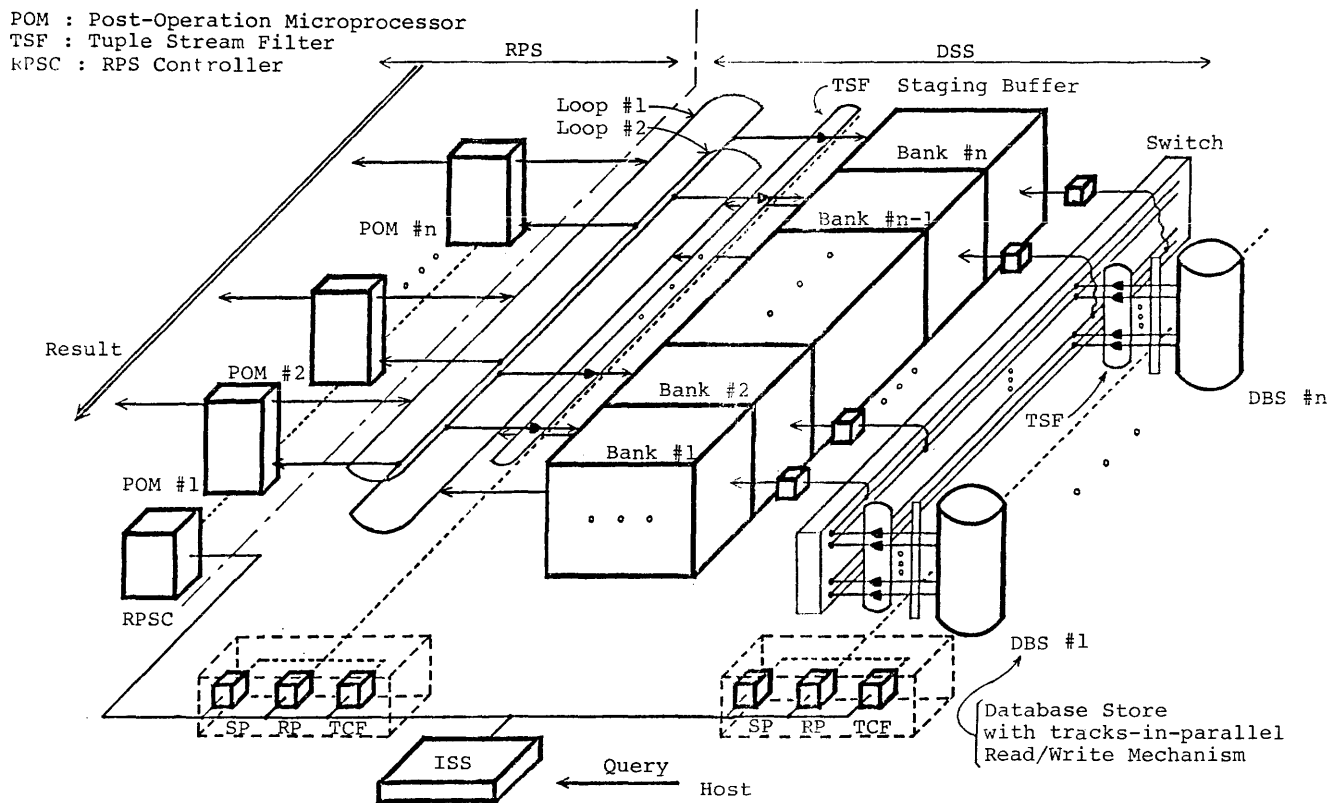 POM : Post-Operation Microprocessor
TSF : Tuple Stream Filter
RPSC : RPS Controller
RPS
DSS
Loop #1
Loop #2
TSF
Staging Buffer
Switch
Bank #n
Bank #n-1
POM #n
Result
POM #2
Bank #2
DBS #n
TSF
POM #1
Bank #1
RPSC
DBS #1
SP
RP
TCF
SP
RP
TCF
Database Store
with tracks-in-parallel
Read/Write Mechanism
ISS
Query
Host